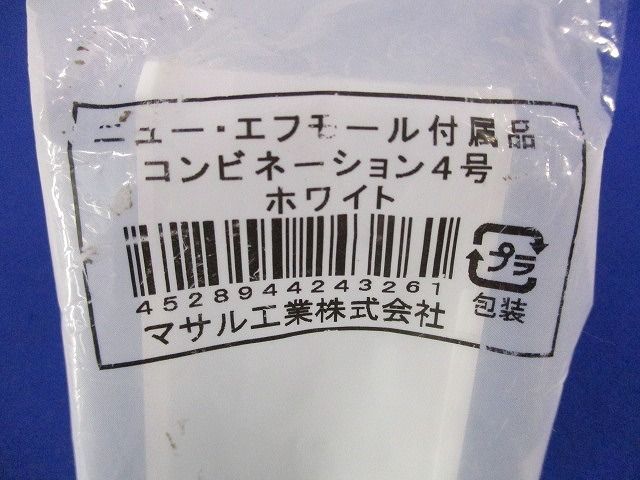 ニュー・エフモール付属品
コンビネーション4号
ホワイト
4528944243261
マサル工業株式会社
プラ
包装